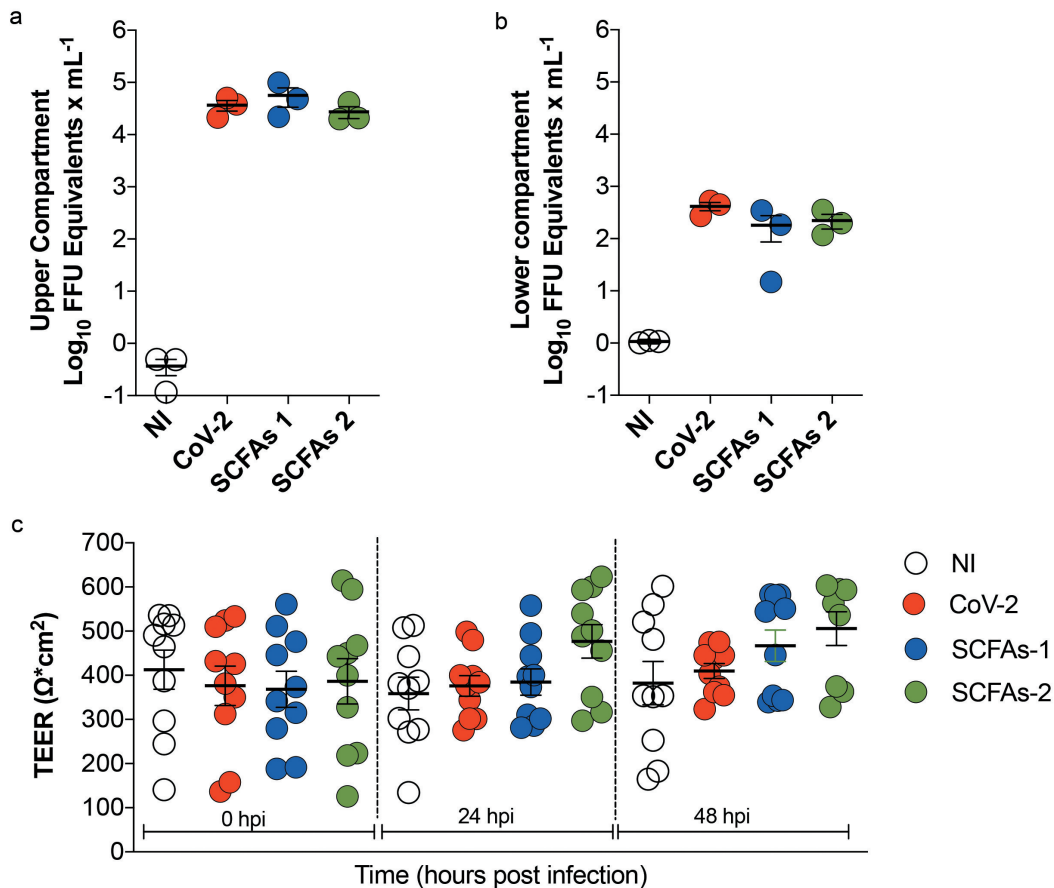 a
Upper Compartment
Log10 FFU Equivalents x mL-1
6
5
4
3
2
1
0
-1
NI
CoV-2
SCFAs 1
SCFAs 2
b
Lower compartment
Log10 FFU Equivalents x mL-1
6
5
4
3
2
1
0
-1
NI
CoV-2
SCFAs 1
SCFAs 2
c
TEER (Ω*cm2)
700
600
500
400
300
200
100
0
0 hpi
24 hpi
48 hpi
Time (hours post infection)
NI
CoV-2
SCFAs-1
SCFAs-2